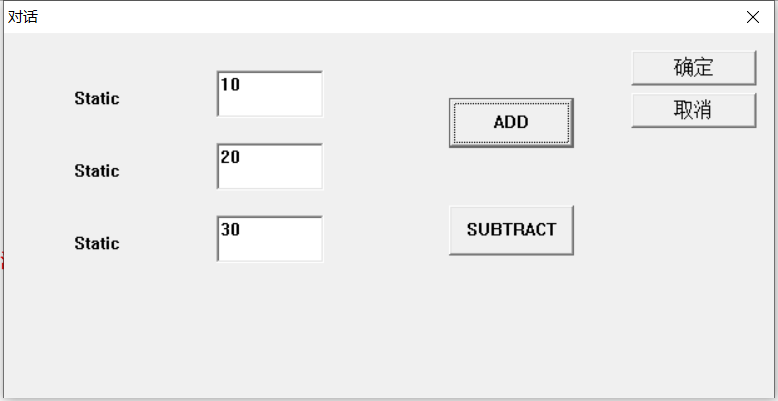 对话
确定
取消
Static
10
ADD
Static
20
Static
30
SUBTRACT